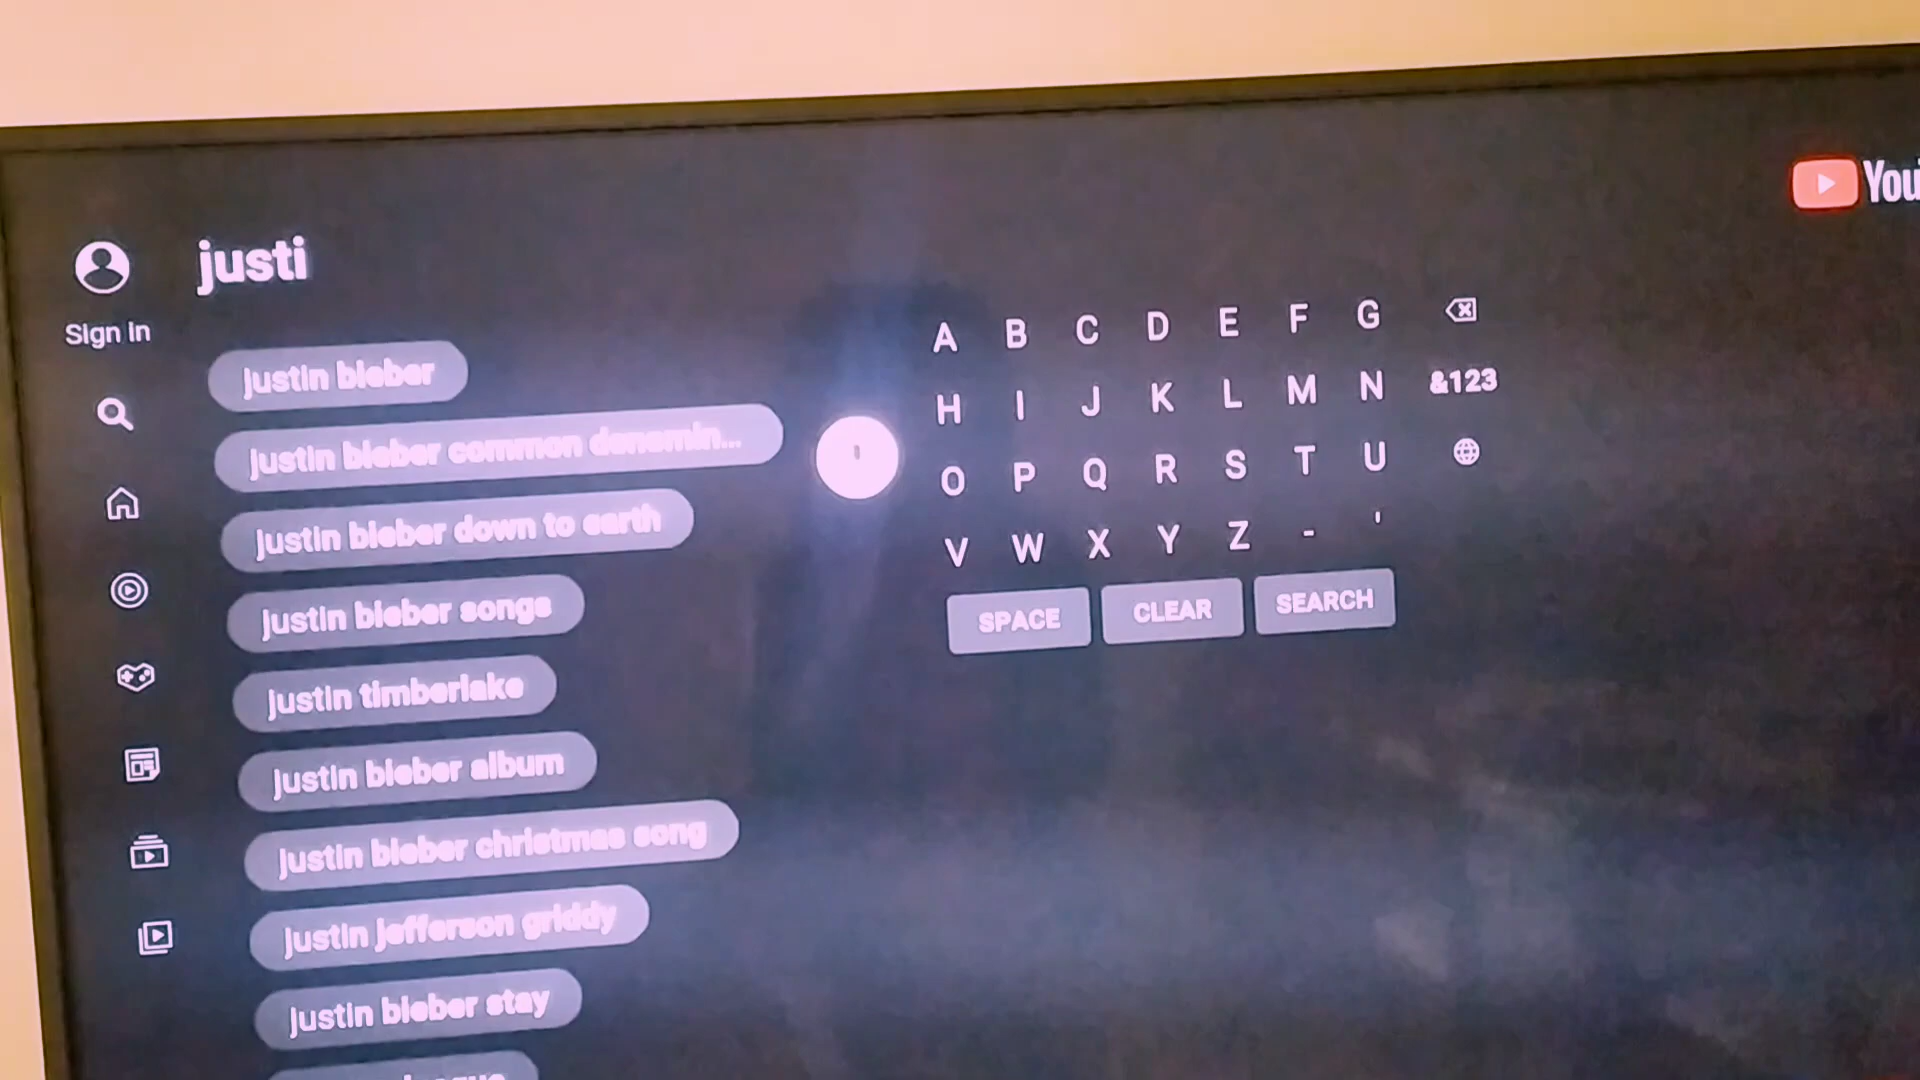 You
justi
Sign in
justin bieber
justin bieber common denomin...
justin bieber down to earth
justin bieber songs
justin timberlake
justin bieber album
justin bieber christmas song
justin jefferson griddy
justin bieber stay
A B C D E F G
H I J K L M N &123
O P Q R S T U
V W X Y Z - '
SPACE CLEAR SEARCH